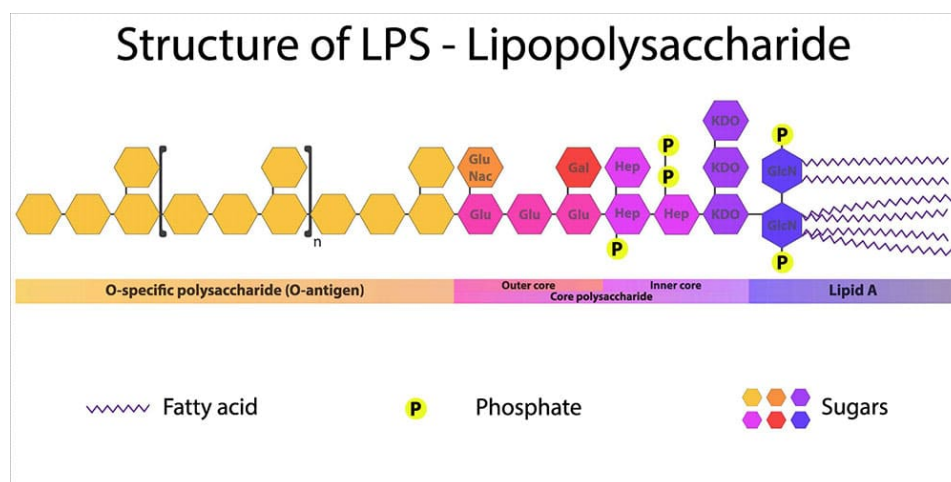 Structure of LPS - Lipopolysaccharide
KDO
P
P
Glu
Nac
Gal
Hep
P
KDO
GlcN
Glu
Glu
Glu
Hep
Hep
KDO
GlcN
n
P
P
O-specific polysaccharide (O-antigen)
Outer core
Inner core
Core polysaccharide
Lipid A
Fatty acid
P
Phosphate
Sugars